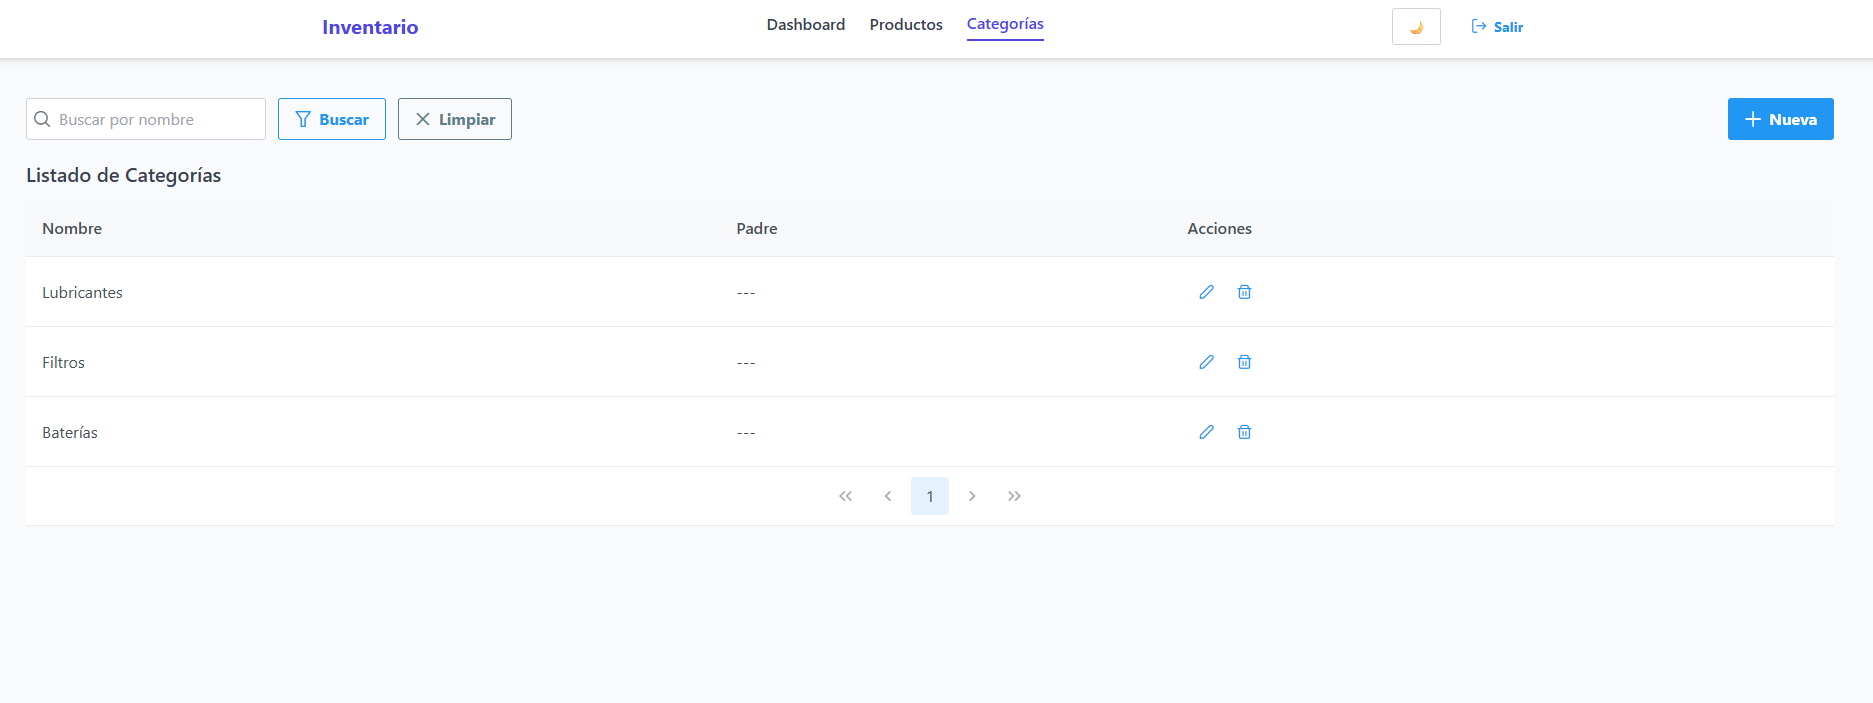 Inventario Dashboard Productos Categorías Salir
Buscar por nombre Buscar Limpiar Nueva
Listado de Categorías
Nombre Padre Acciones
Lubricantes ---
Filtros ---
Baterías ---
1